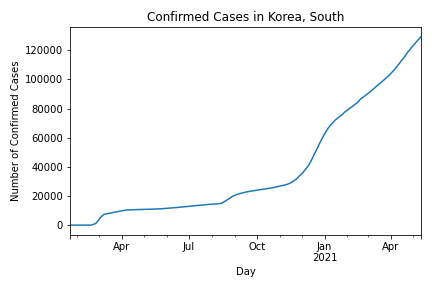 Confirmed Cases in Korea, South
Number of Confirmed Cases
120000
100000
80000
60000
40000
20000
0
Apr
Jul
Oct
Jan
2021
Apr
Day